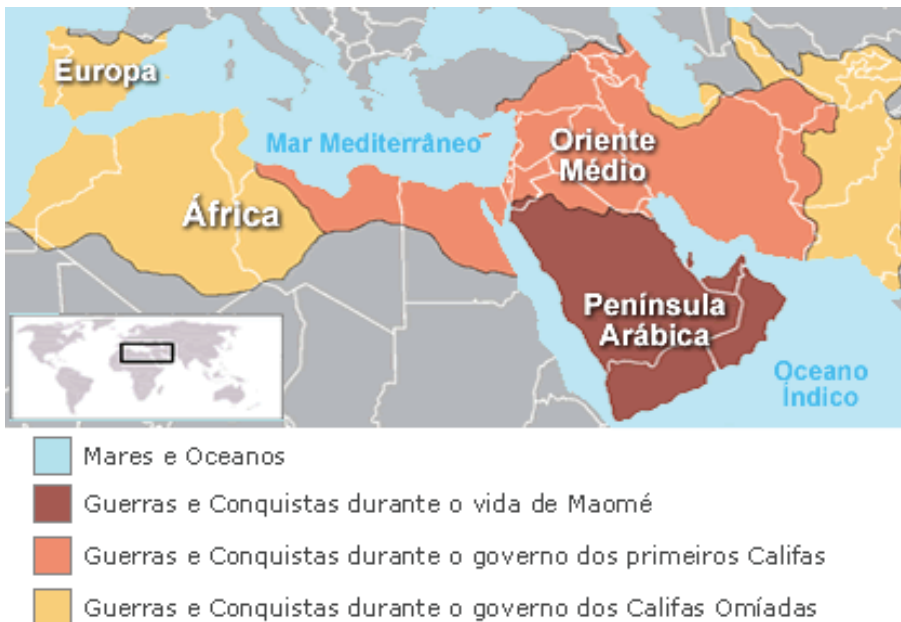 Europa
Mar Mediterrâneo
Oriente
Médio
África
Península
Arábica
Oceano
Índico
Mares e Oceanos
Guerras e Conquistas durante o vida de Maomé
Guerras e Conquistas durante o governo dos primeiros Califas
Guerras e Conquistas durante o governo dos Califas Omíadas